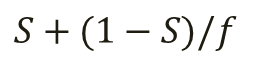 S + (1 − S)/f